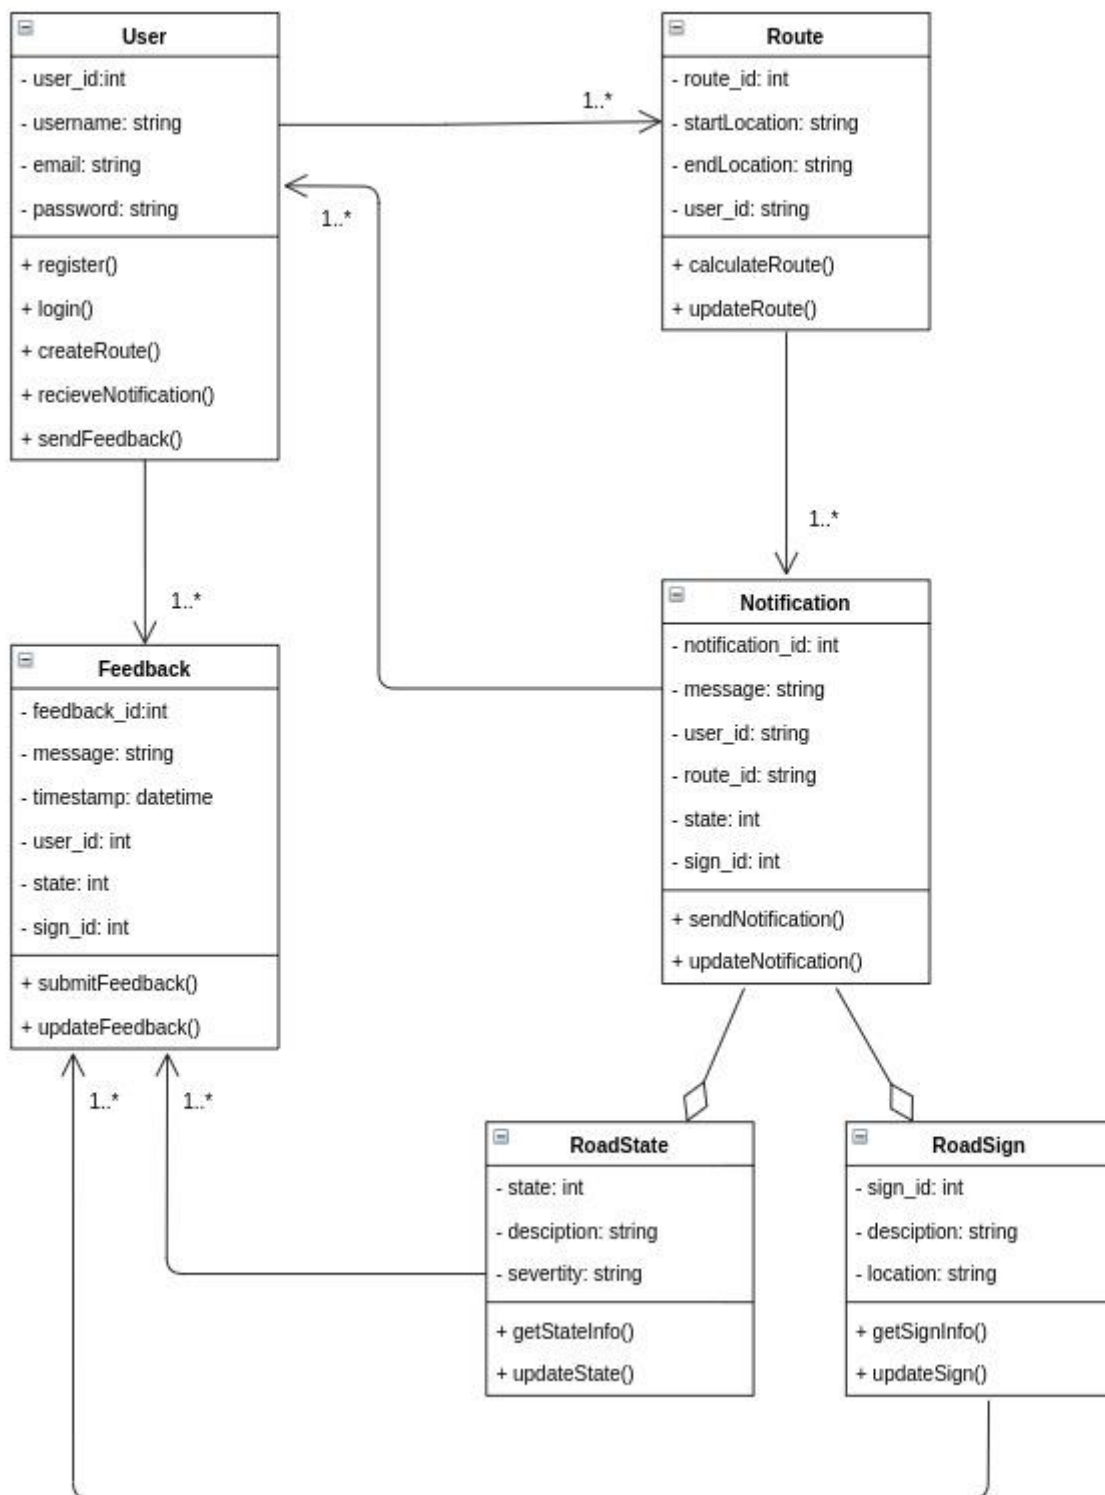 User
- user_id:int
- username: string
- email: string
- password: string
+ register()
+ login()
+ createRoute()
+ recieveNotification()
+ sendFeedback()
1..*
Route
- route_id: int
- startLocation: string
- endLocation: string
- user_id: string
+ calculateRoute()
+ updateRoute()
1..*
1..*
1..*
Feedback
- feedback_id:int
- message: string
- timestamp: datetime
- user_id: int
- state: int
- sign_id: int
+ submitFeedback()
+ updateFeedback()
Notification
- notification_id: int
- message: string
- user_id: string
- route_id: string
- state: int
- sign_id: int
+ sendNotification()
+ updateNotification()
1..*
1..*
RoadState
- state: int
- desciption: string
- severtity: string
+ getStateInfo()
+ updateState()
RoadSign
- sign_id: int
- desciption: string
- location: string
+ getSignInfo()
+ updateSign()